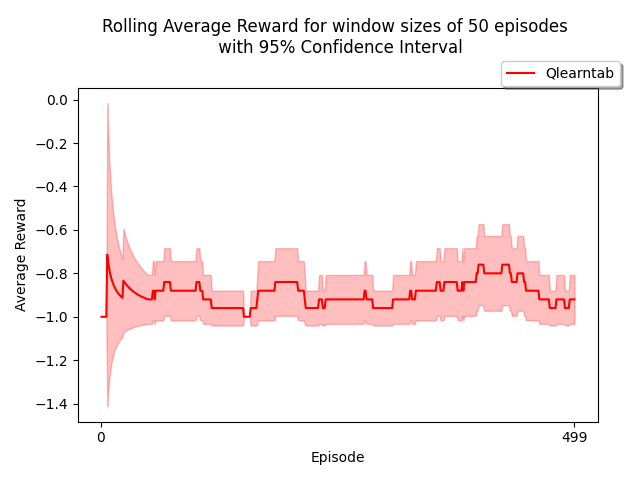 Rolling Average Reward for window sizes of 50 episodes
with 95% Confidence Interval
Qlearntab
0.0
−0.2
−0.4
−0.6
−0.8
−1.0
−1.2
−1.4
Average Reward
0
499
Episode